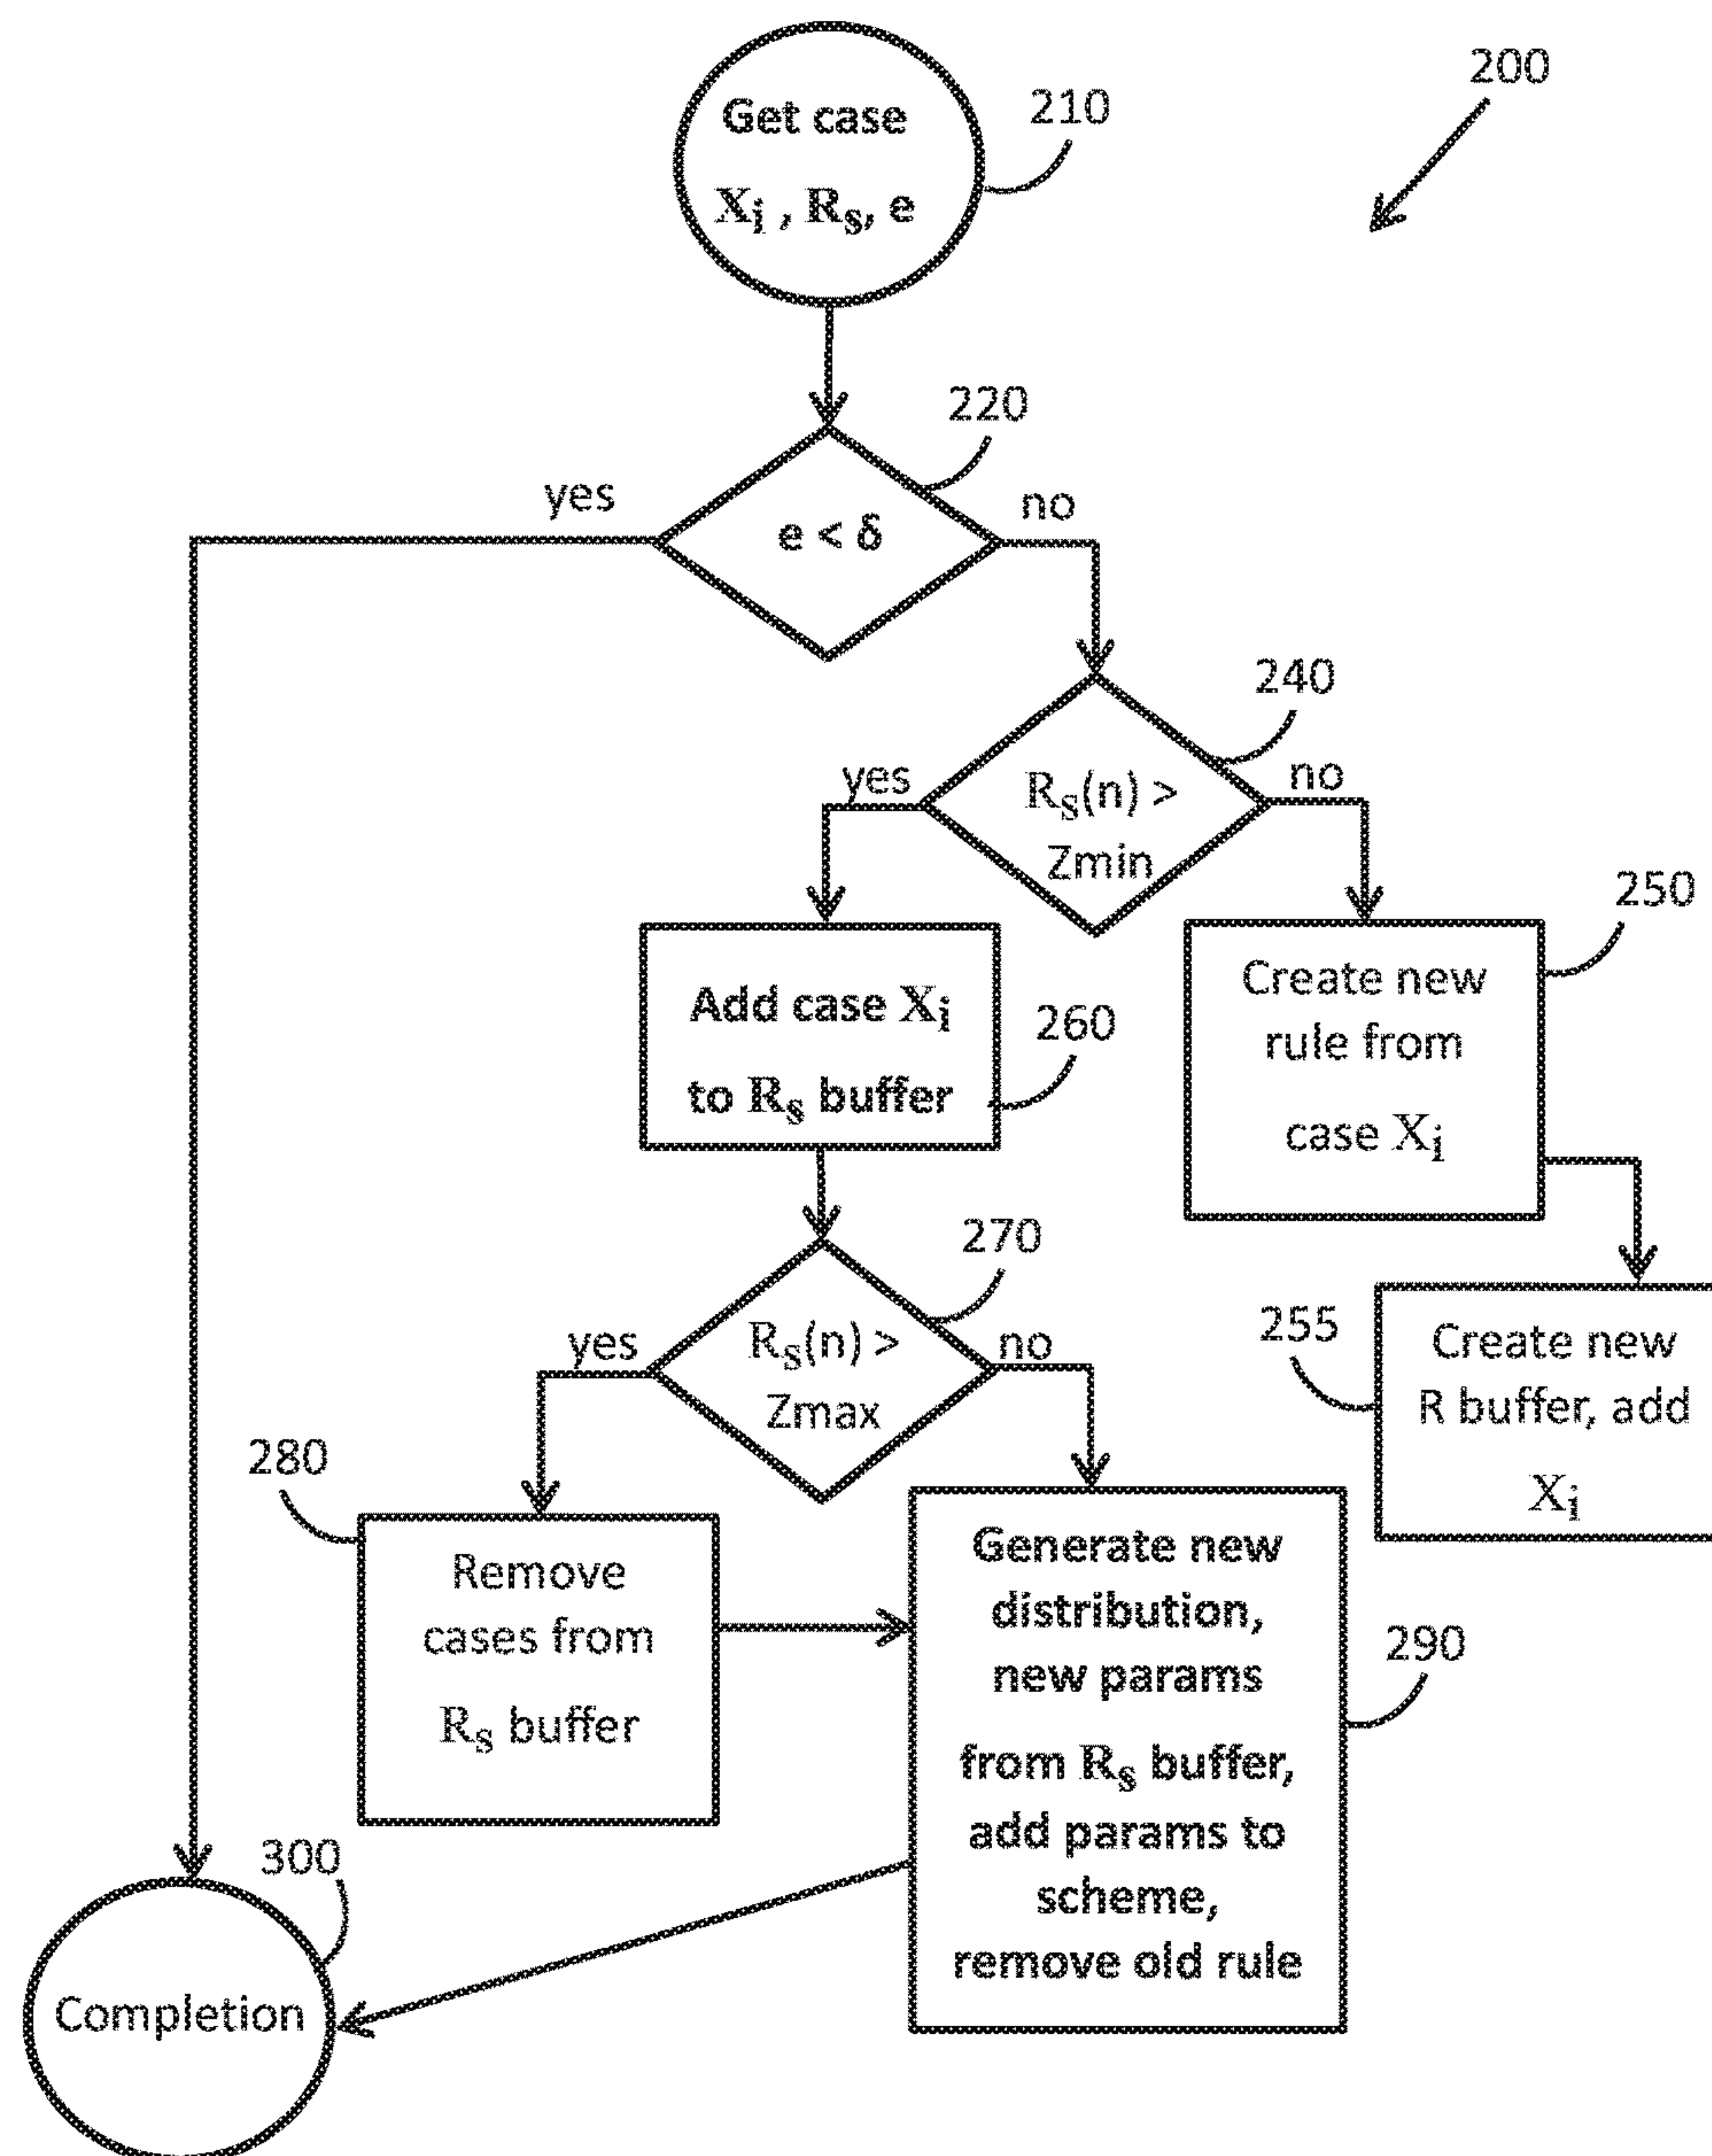 200
Get case
Xi , Rs, e
210
220
yes
no
e < δ
240
yes
no
Rs(n) >
Zmin
250
Add case Xi
to Rs buffer
260
Create new
rule from
case Xi
270
yes
no
Rs(n) >
Zmax
255
Create new
R buffer, add
Xi
280
Remove
cases from
Rs buffer
Generate new
distribution,
new params
from Rs buffer,
add params to
scheme,
remove old rule
290
300
Completion